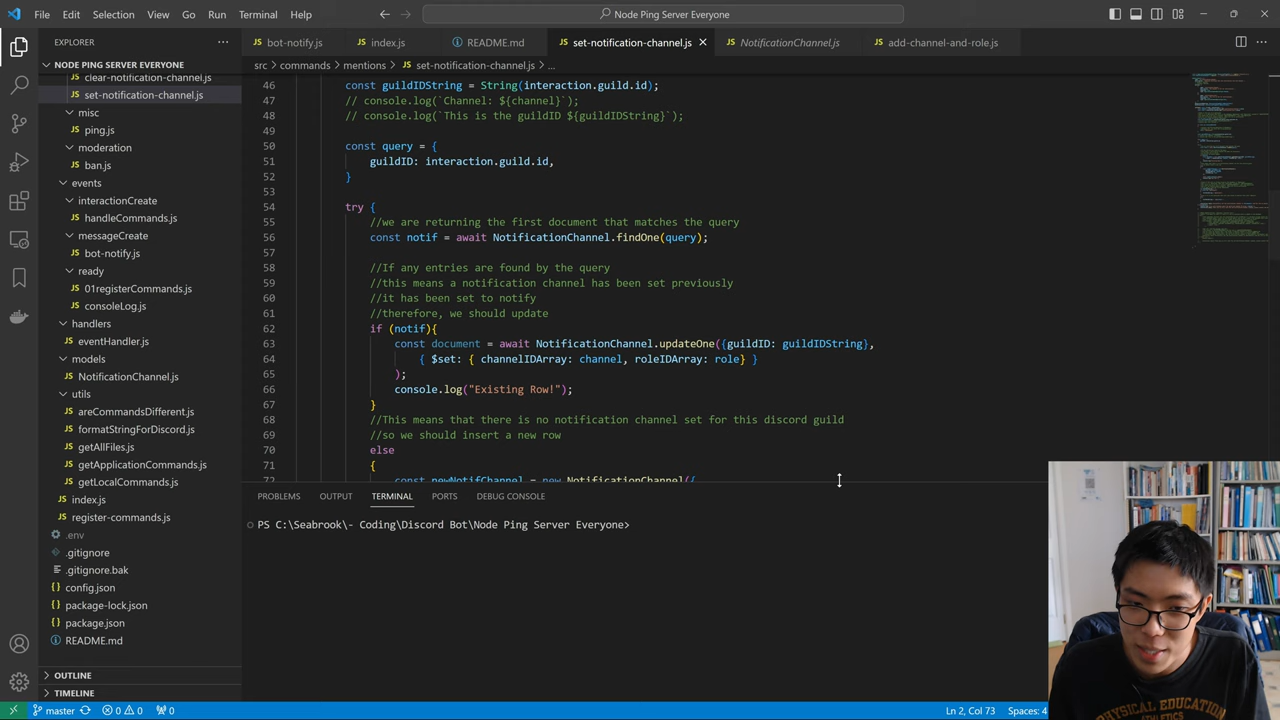 File Edit Selection View Go Run Terminal Help
Node Ping Server Everyone
EXPLORER
bot-notify.js
index.js
README.md
set-notification-channel.js
NotificationChannel.js
add-channel-and-role.js
NODE PING SERVER EVERYONE
src > commands > mentions > set-notification-channel.js > ...
clear-notification-channel.js
set-notification-channel.js
misc
ping.js
moderation
ban.js
events
interactionCreate
handleCommands.js
messageCreate
bot-notify.js
ready
01registerCommands.js
consoleLog.js
handlers
eventHandler.js
models
NotificationChannel.js
utils
areCommandsDifferent.js
formatStringForDiscord.js
getAllFiles.js
getApplicationCommands.js
getLocalCommands.js
index.js
register-commands.js
.env
.gitignore
.gitignore.bak
config.json
package-lock.json
package.json
README.md
OUTLINE
TIMELINE
46 const guildIDString = String(interaction.guild.id);
47 console.log(`Channel: ${channel}`);
48 console.log(`This is the guildID ${guildIDString}`);
49
50 const query = {
51 guildID: interaction.guild.id,
52 }
53
54 try {
55 //we are returning the first document that matches the query
56 const notif = await NotificationChannel.findOne(query);
57
58 //If any entries are found by the query
59 //this means a notification channel has been set previously
60 //it has been set to notify
61 //therefore, we should update
62 if (notif){
63 const document = await NotificationChannel.updateOne({guildID: guildIDString},
64 { $set: { channelIDArray: channel, roleIDArray: role} }
65 );
66 console.log("Existing Row!");
67 }
68 //This means that there is no notification channel set for this discord guild
69 //so we should insert a new row
70 else
71 {
72 const newNotifChannel = new NotificationChannel({
PROBLEMS OUTPUT TERMINAL PORTS DEBUG CONSOLE
PS C:\Seabrook\- Coding\Discord Bot\Node Ping Server Everyone>
master
0 0
0
Ln 2, Col 73 Spaces: 4
PHYSICAL EDUCATION